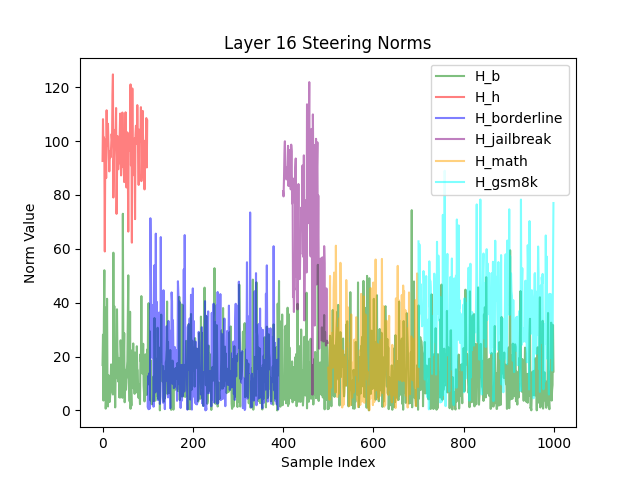 Layer 16 Steering Norms
Norm Value
120
100
80
60
40
20
0
H_b
H_h
H_borderline
H_jailbreak
H_math
H_gsm8k
0 200 400 600 800 1000
Sample Index